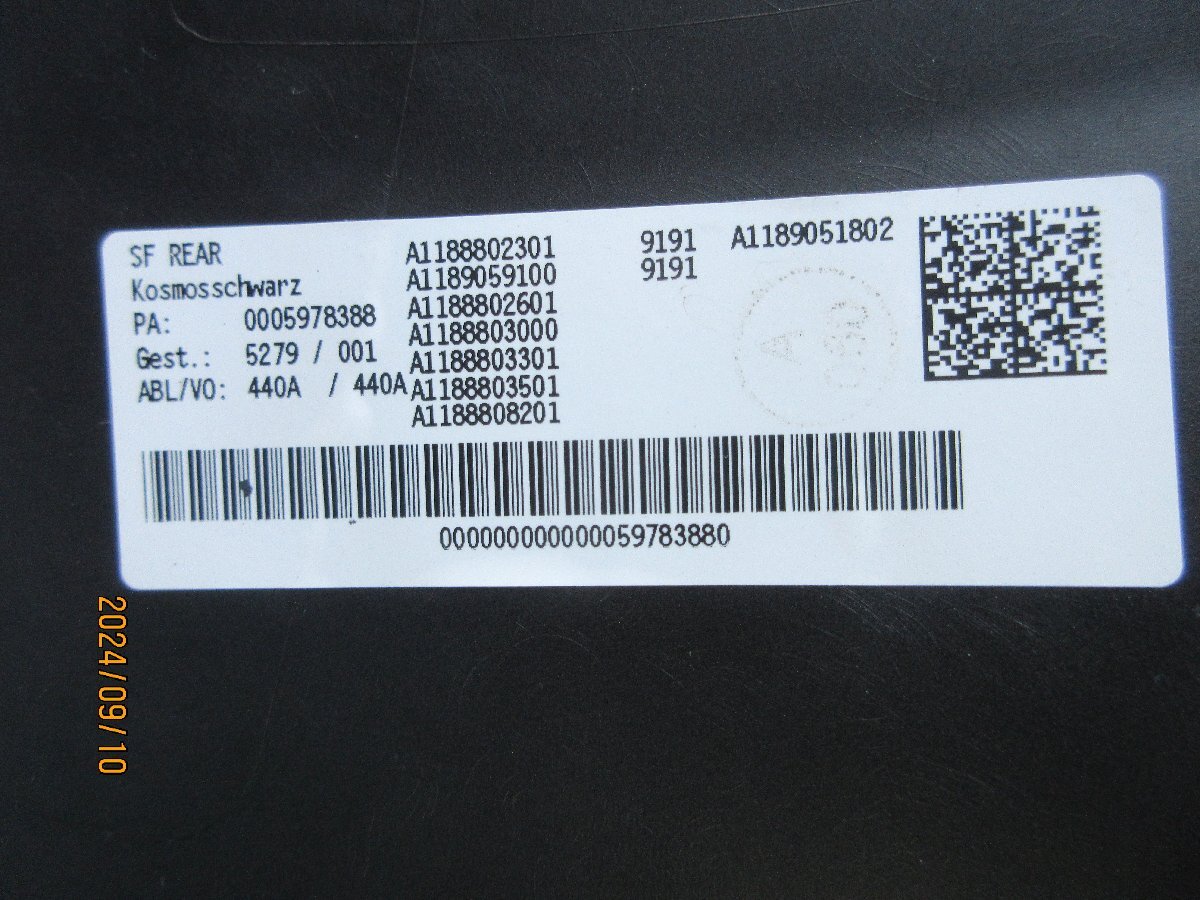 SF REAR
Kosmosschwarz
PA: 0005978388
Gest.: 5279 / 001
ABL/VO: 440A / 440A
A1188802301 9191 A1189051802
A1189059100 9191
A1188802601
A1188803000
A1188803301
A1188803501
A1188808201
A
000000000000059783880
2024/09/10